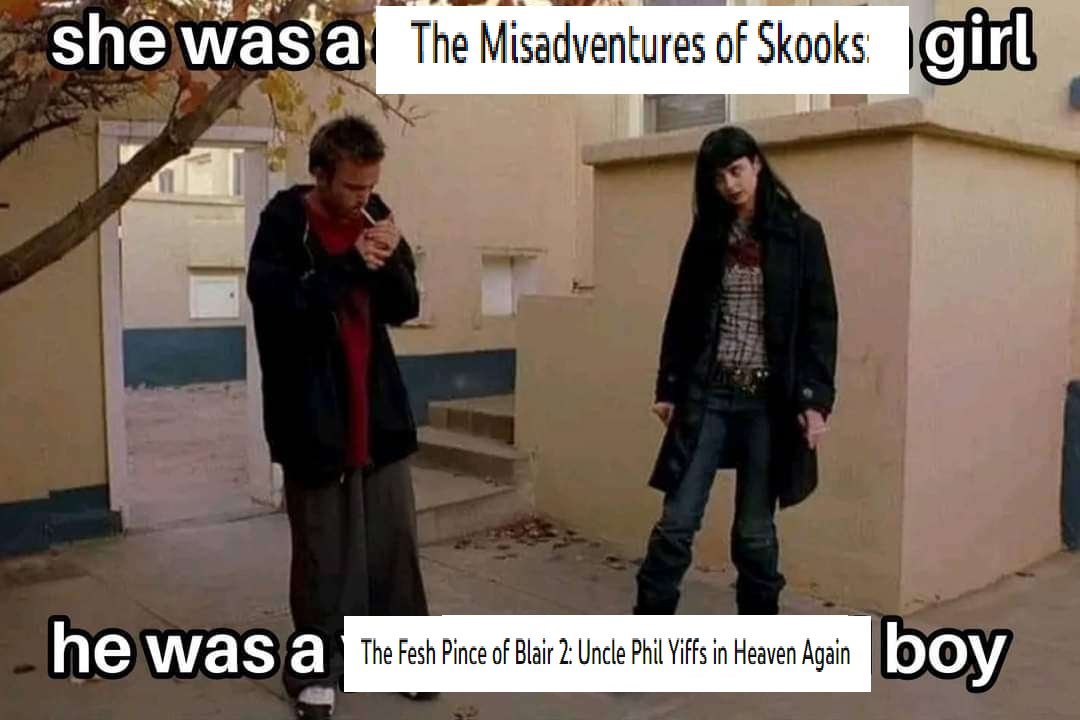 she was a The Misadventures of Skooks: girl
he was a The Fesh Pince of Blair 2: Uncle Phil Yiffs in Heaven Again boy